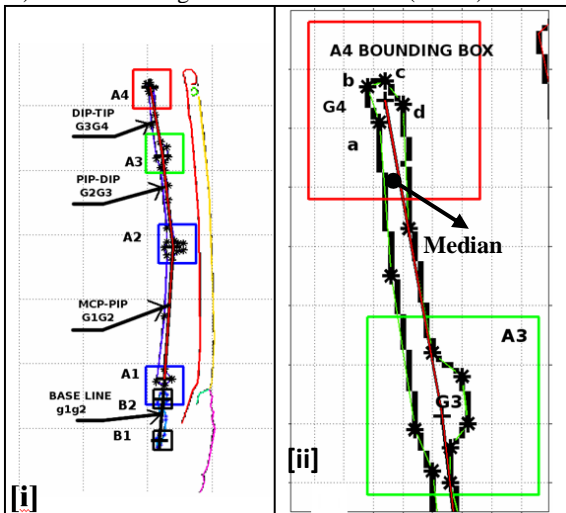 A4
DIP-TIP
G3G4
A3
PIP-DIP
G2G3
A2
MCP-PIP
G1G2
A1
BASE LINE
g1g2
B2
B1
[i]
A4 BOUNDING BOX
b
c
G4
d
a
Median
A3
G3
[ii]